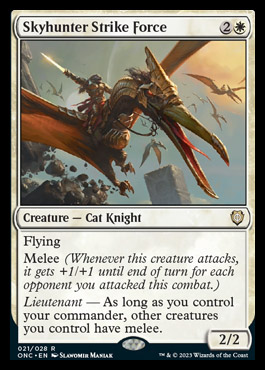 Skyhunter Strike Force 2
Creature — Cat Knight
Flying
Melee (Whenever this creature attacks,
it gets +1/+1 until end of turn for each
opponent you attacked this combat.)
Lieutenant — As long as you control
your commander, other creatures
you control have melee.
2/2
021/028 R
ONC • EN Slawomir Maniak
™ & © 2023 Wizards of the Coast